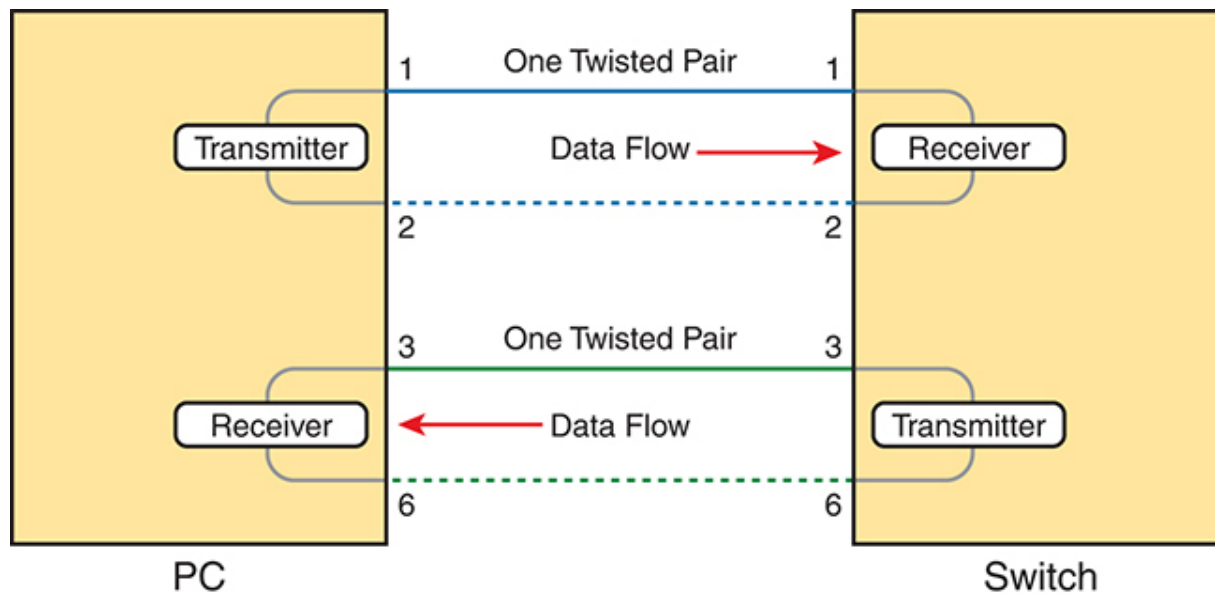 1 One Twisted Pair 1
Transmitter Data Flow Receiver
2 2
3 One Twisted Pair 3
Receiver Data Flow Transmitter
6 6
PC Switch